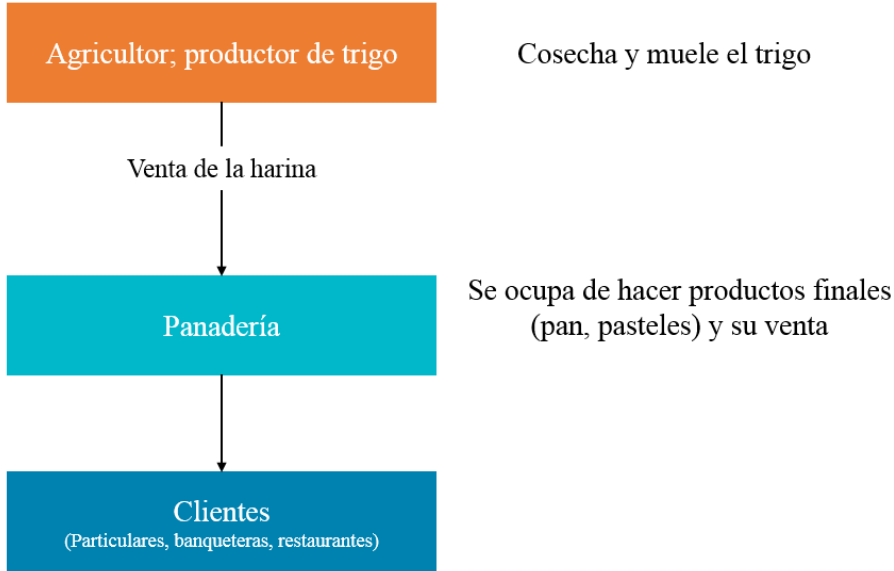 Agricultor; productor de trigo
Cosecha y muele el trigo
Venta de la harina
Panadería
Se ocupa de hacer productos finales
(pan, pasteles) y su venta
Clientes
(Particulares, banqueteras, restaurantes)